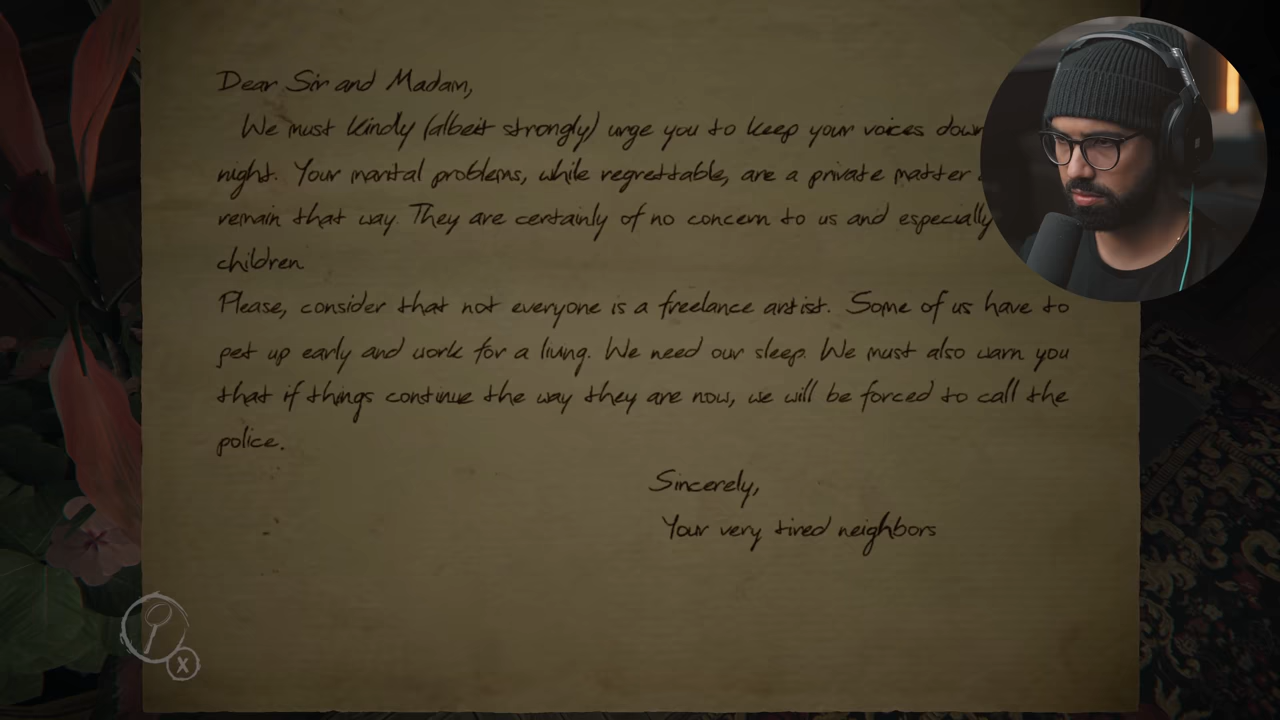 Dear Sir and Madam,
We must kindy (albeit strongly) urge you to keep your voices down
night. Your marital problems, while regrettable, are a private matter
remain that way. They are certainly of no concern to us and especially
children.
Please, consider that not everyone is a freelance artist. Some of us have to
get up early and work for a living. We need our sleep. We must also warn you
that if things continue the way they are now, we will be forced to call the
police.
Sincerely,
Your very tired neighbors
X